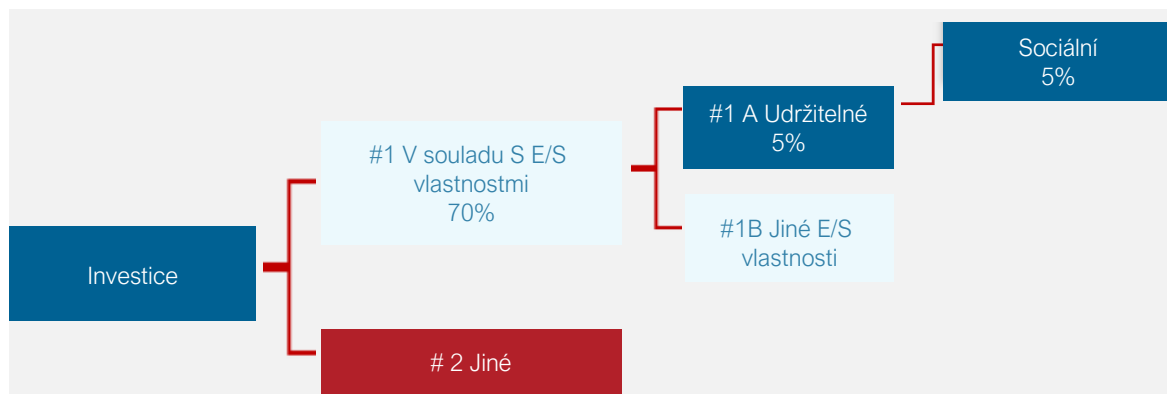 Sociální
5%
#1 A Udržitelné
5%
#1 V souladu S E/S
vlastnostmi
70%
#1B Jiné E/S
vlastnosti
Investice
# 2 Jiné